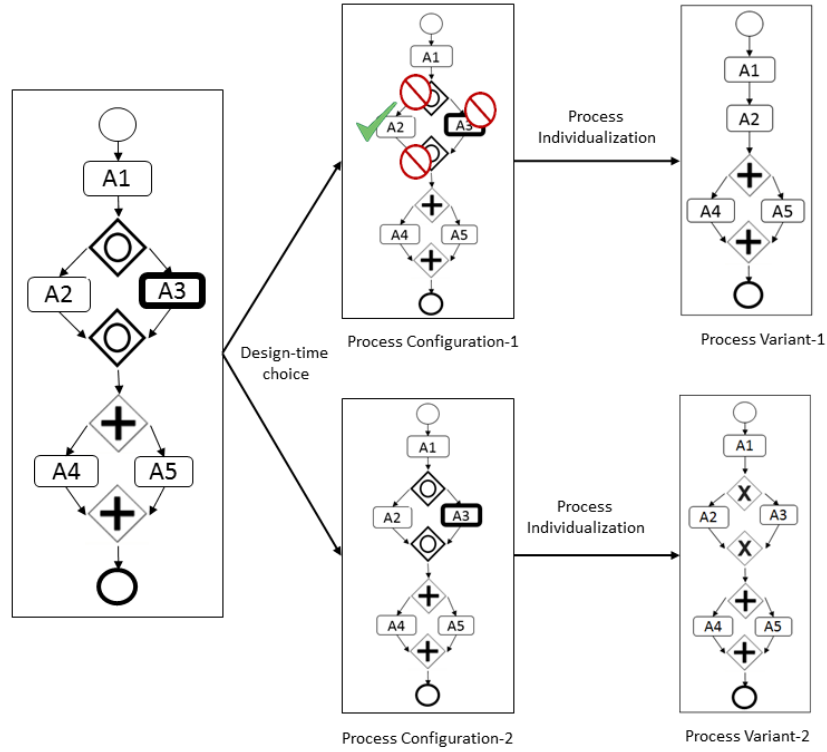 A1
A2
A3
A4
A5
Design-time
choice
A1
A2
A3
A4
A5
Process Configuration-1
Process
Individualization
A1
A2
A4
A5
Process Variant-1
A1
A2
A3
A4
A5
Process Configuration-2
Process
Individualization
A1
X
A2
A3
X
A4
A5
Process Variant-2